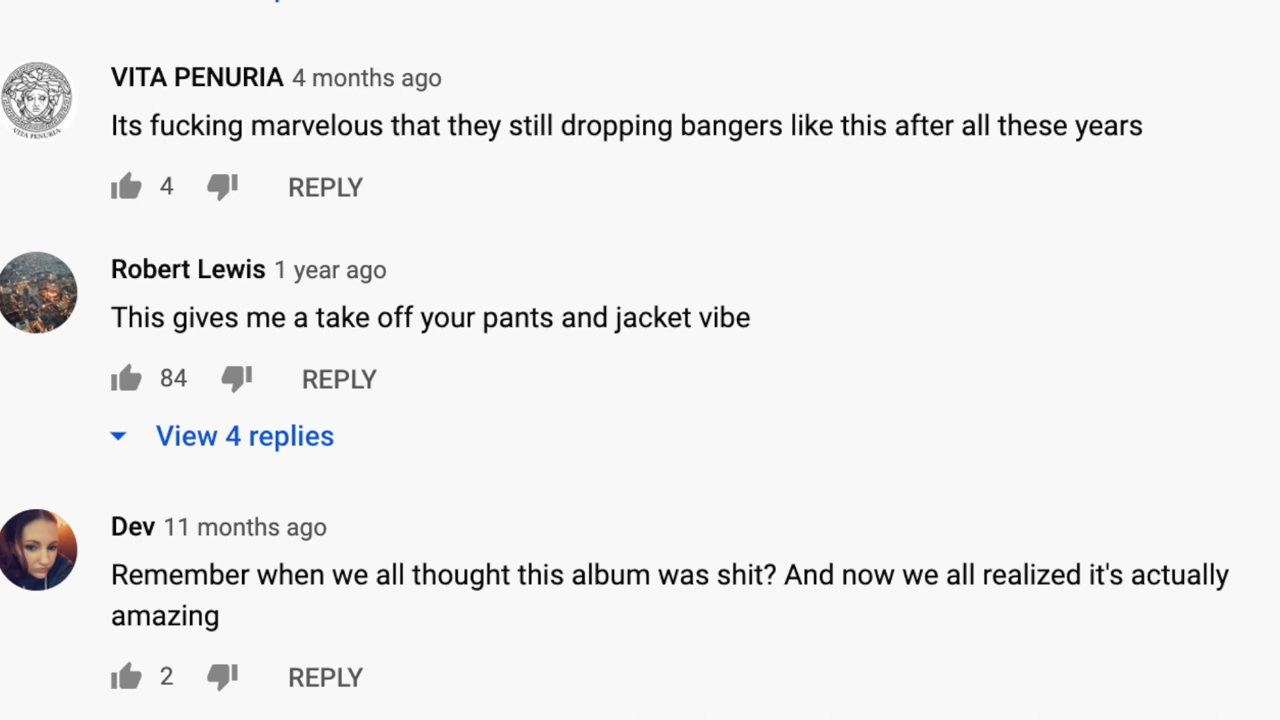 VITA PENURIA 4 months ago
VITA PENURIA
Its fucking marvelous that they still dropping bangers like this after all these years
4 REPLY
Robert Lewis 1 year ago
This gives me a take off your pants and jacket vibe
84 REPLY
View 4 replies
Dev 11 months ago
Remember when we all thought this album was shit? And now we all realized it's actually
amazing
2 REPLY